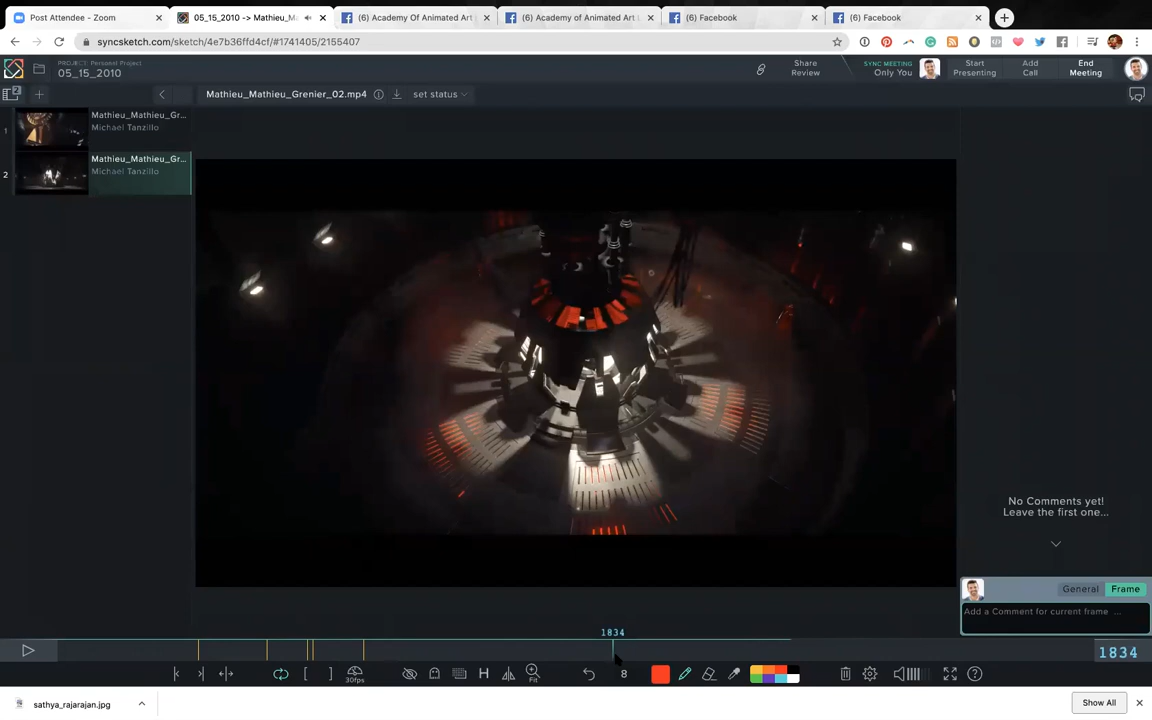 Post Attendee - Zoom
05_15_2010 -> Mathieu_M
(6) Academy Of Animated Art
(6) Academy of Animated Art
(6) Facebook
(6) Facebook
syncsketch.com/sketch/4e7b36ffd4cf/#1741405/2155407
PROJECT: Personal Project
05_15_2010
Share Review
SYNC MEETING
Only You
Start Presenting
Add Call
End Meeting
2
Mathieu_Mathieu_Grenier_02.mp4
set status
1
Mathieu_Mathieu_Gr...
Michael Tanzillo
2
Mathieu_Mathieu_Gr...
Michael Tanzillo
No Comments yet!
Leave the first one...
General
Frame
Add a Comment for current frame ...
1834
1834
30fps
H
Fit
8
sathya_rajarajan.jpg
Show All